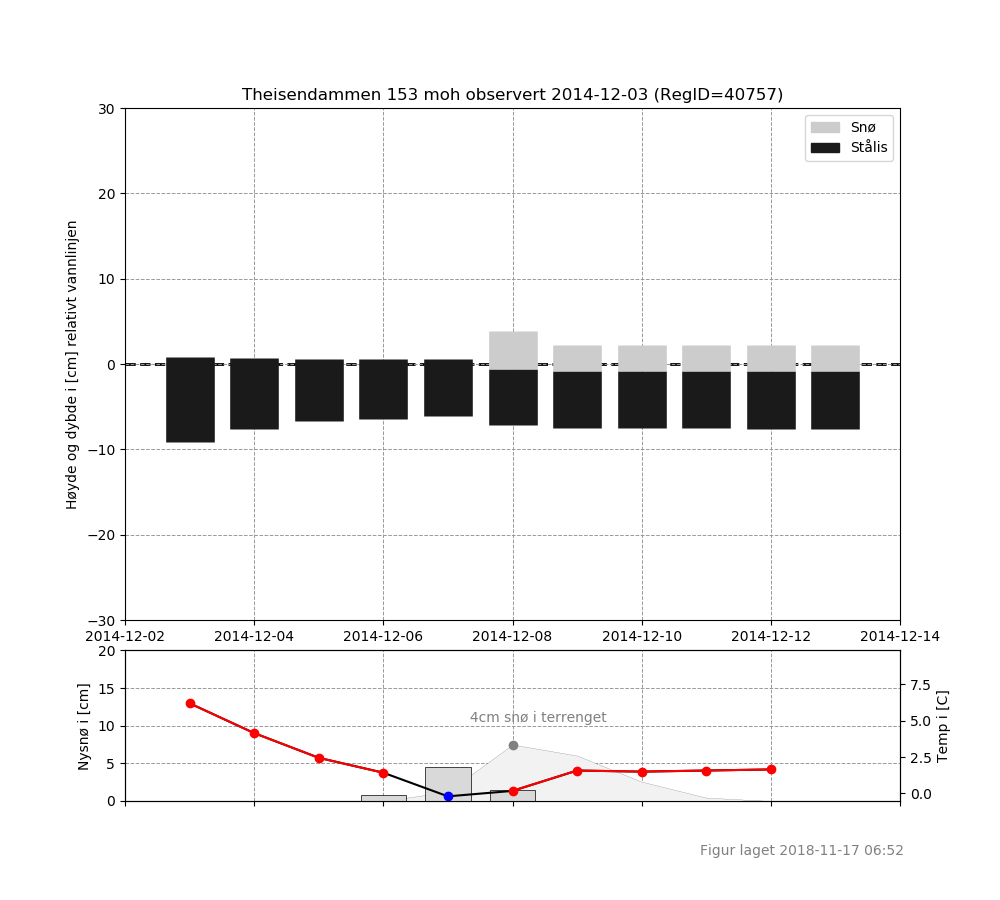 Theisendammen 153 moh observert 2014-12-03 (RegID=40757)
Høyde og dybde i [cm] relativt vannlinjen
30
20
10
0
−10
−20
−30
Snø
Stålis
2014-12-02 2014-12-04 2014-12-06 2014-12-08 2014-12-10 2014-12-12 2014-12-14
Nysnø i [cm]
20
15
10
5
0
4cm snø i terrenget
7.5
5.0
2.5
0.0
Temp i [C]
Figur laget 2018-11-17 06:52